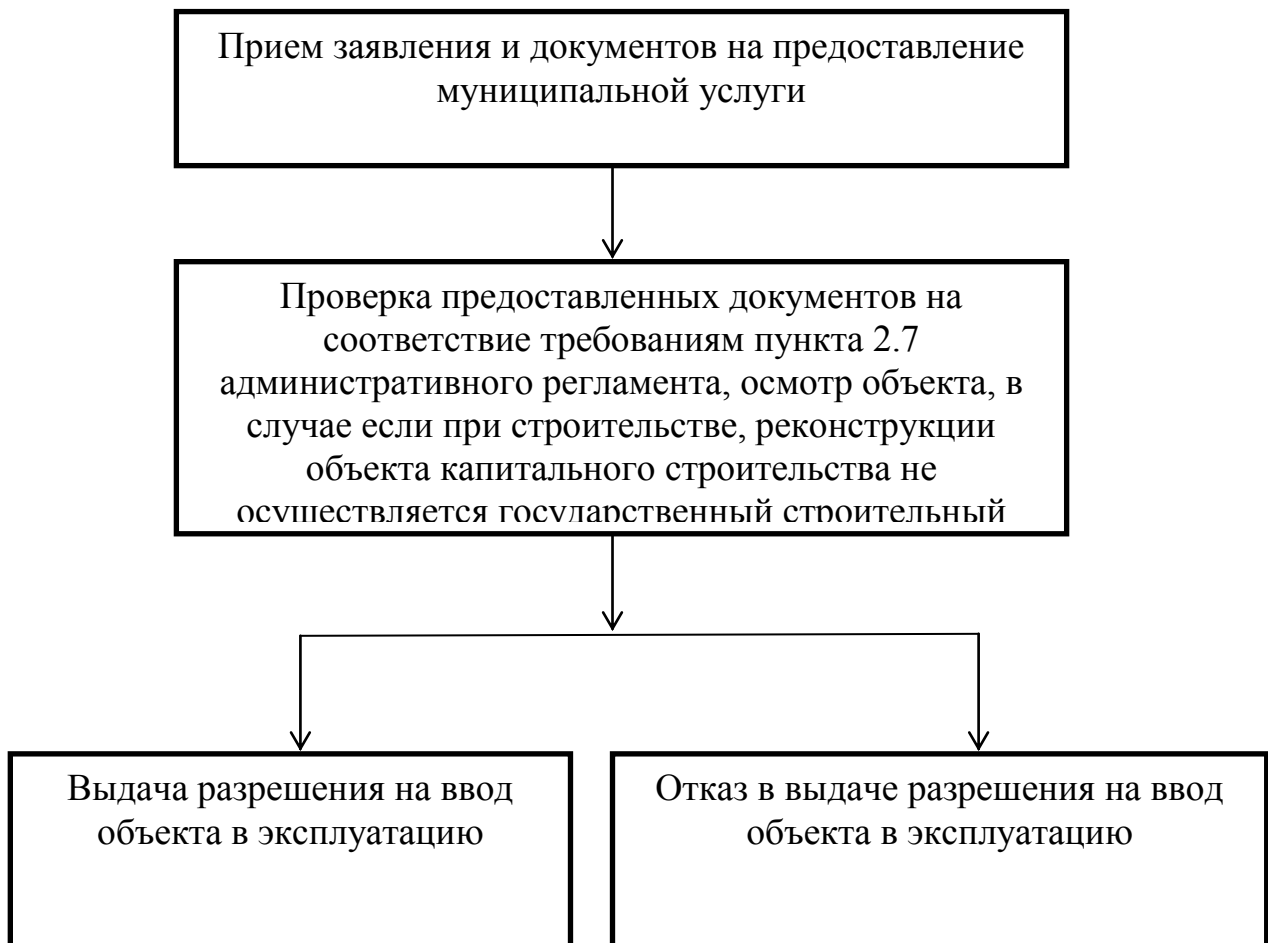 Прием заявления и документов на предоставление
муниципальной услуги
Проверка предоставленных документов на
соответствие требованиям пункта 2.7
административного регламента, осмотр объекта, в
случае если при строительстве, реконструкции
объекта капитального строительства не
осуществляется государственный строительный
Выдача разрешения на ввод
объекта в эксплуатацию
Отказ в выдаче разрешения на ввод
объекта в эксплуатацию